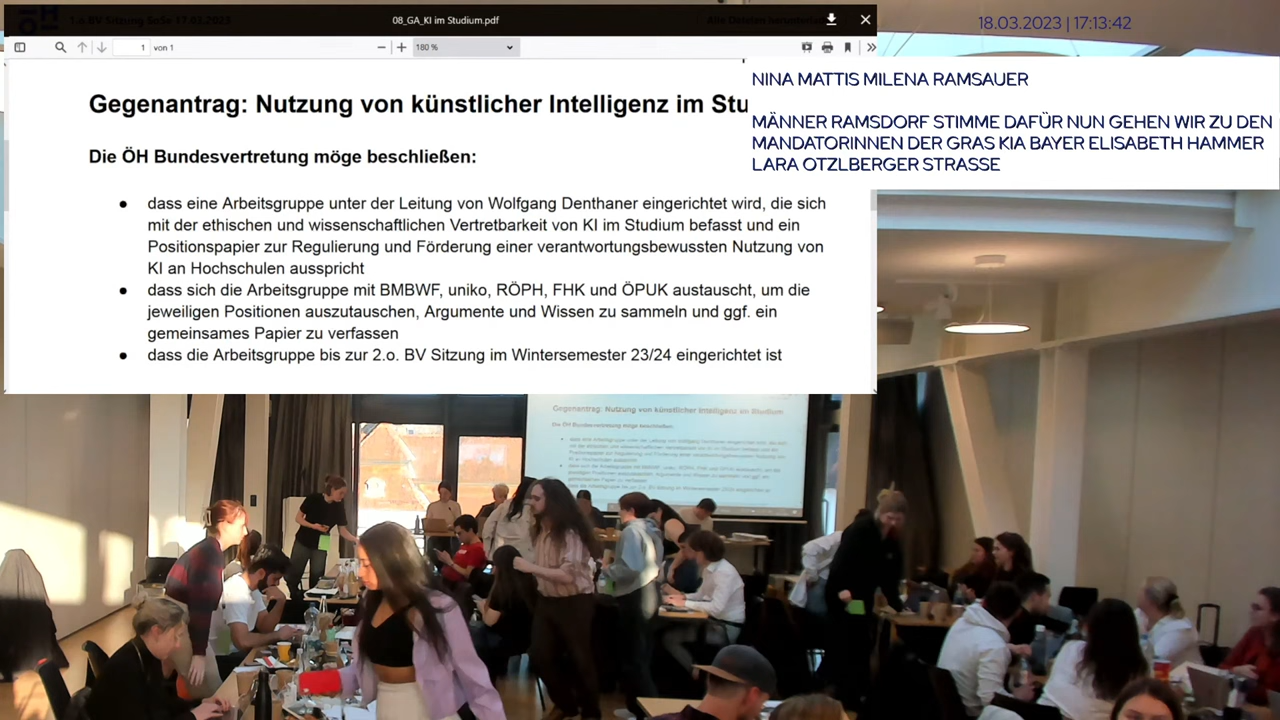 1.a BV Sitzung SoSe 17.03.2023
08_GA_KI im Studium.pdf
18.03.2023 | 17:13:42
1 von 1
180 %
NINA MATTIS MILENA RAMSAUER
MÄNNER RAMSDORF STIMME DAFÜR NUN GEHEN WIR ZU DEN
MANDATORINNEN DER GRAS KIA BAYER ELISABETH HAMMER
LARA OTZLBERGER STRASSE
Gegenantrag: Nutzung von künstlicher Intelligenz im Stu
Die ÖH Bundesvertretung möge beschließen:
● dass eine Arbeitsgruppe unter der Leitung von Wolfgang Denthaner eingerichtet wird, die sich
mit der ethischen und wissenschaftlichen Vertretbarkeit von KI im Studium befasst und ein
Positionspapier zur Regulierung und Förderung einer verantwortungsbewussten Nutzung von
KI an Hochschulen ausspricht
● dass sich die Arbeitsgruppe mit BMBWF, uniko, RÖPH, FHK und ÖPUK austauscht, um die
jeweiligen Positionen auszutauschen, Argumente und Wissen zu sammeln und ggf. ein
gemeinsames Papier zu verfassen
● dass die Arbeitsgruppe bis zur 2.o. BV Sitzung im Wintersemester 23/24 eingerichtet ist
Gegenantrag: Nutzung von künstlicher Intelligenz im Studium
Die ÖH Bundesvertretung möge beschließen: